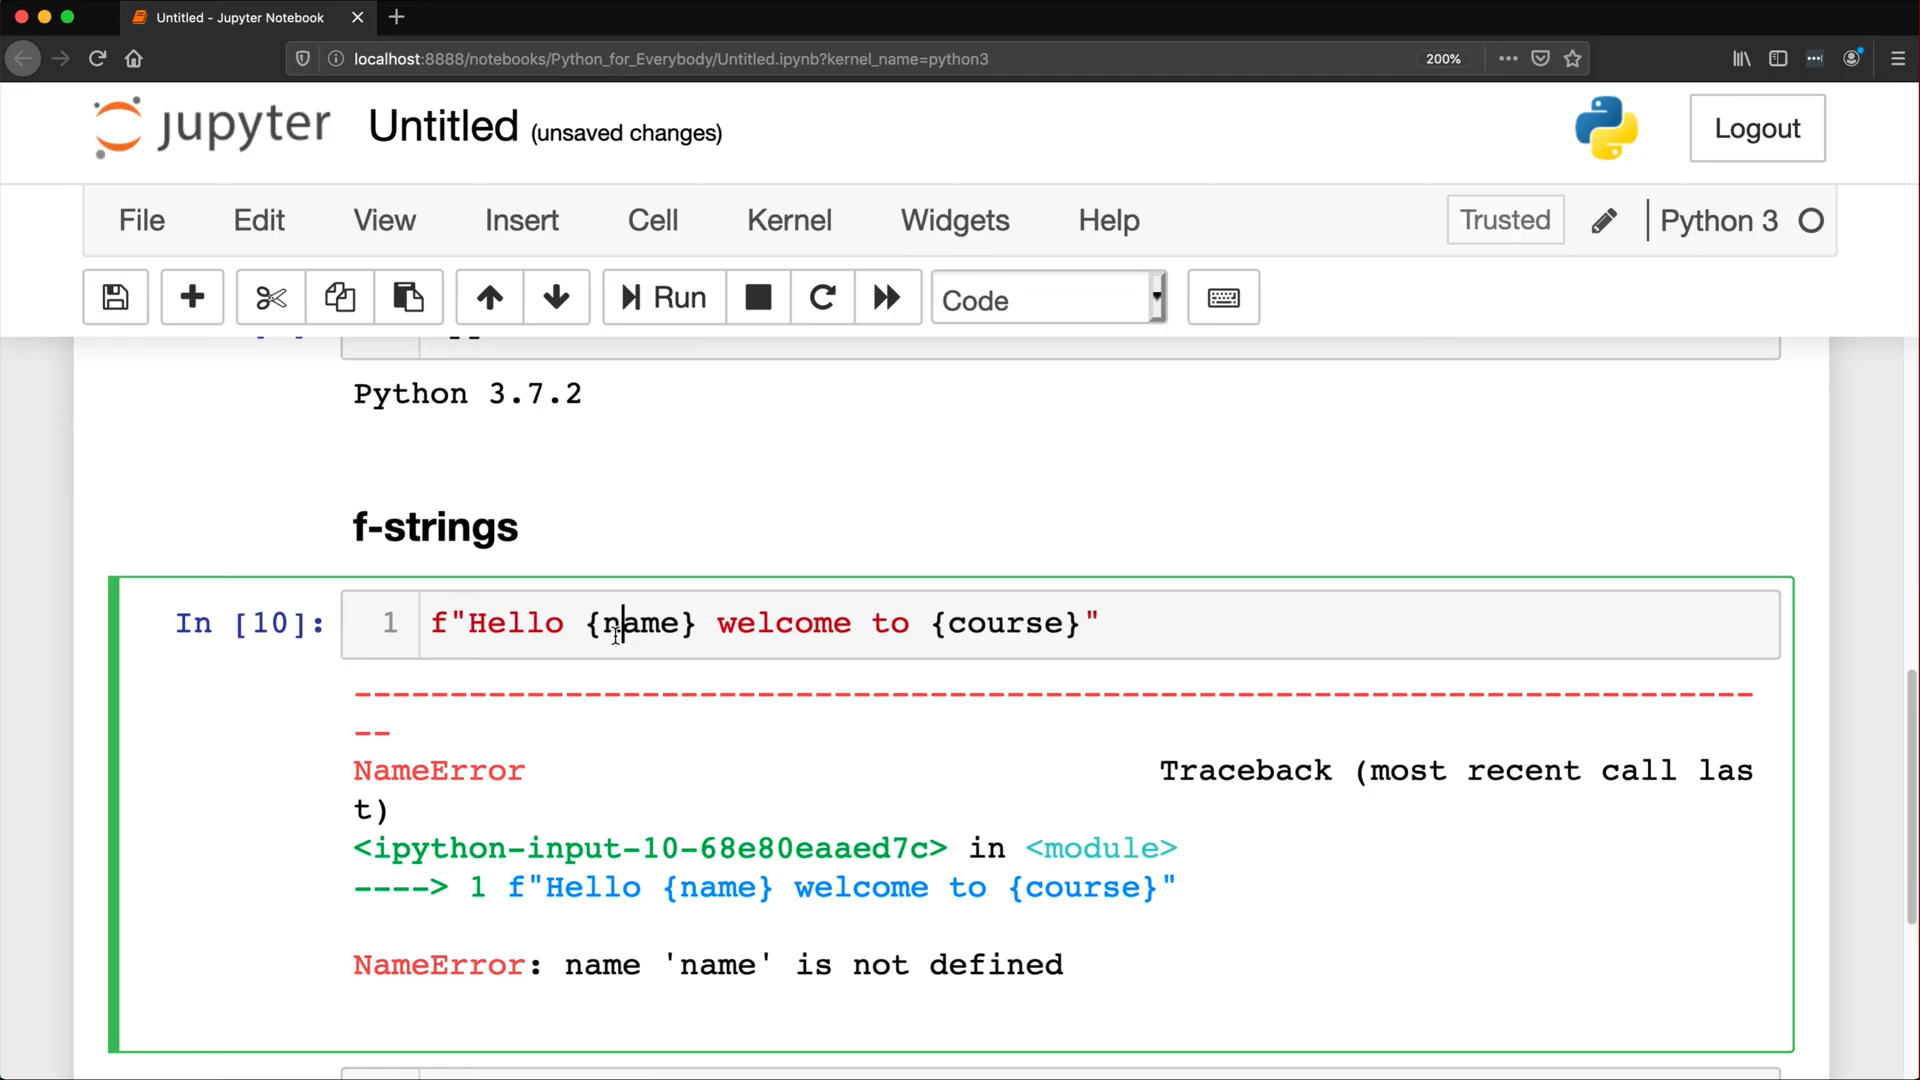 Untitled - Jupyter Notebook
localhost:8888/notebooks/Python_for_Everybody/Untitled.ipynb?kernel_name=python3
200%
jupyter Untitled (unsaved changes)
Logout
File Edit View Insert Cell Kernel Widgets Help
Trusted
Python 3
Run
Code
Python 3.7.2
f-strings
In [10]: 1 f"Hello {name} welcome to {course}"
-------------------------------------------------------------------------
--
NameError Traceback (most recent call las
t)
<ipython-input-10-68e80eaaed7c> in <module>
----> 1 f"Hello {name} welcome to {course}"
NameError: name 'name' is not defined